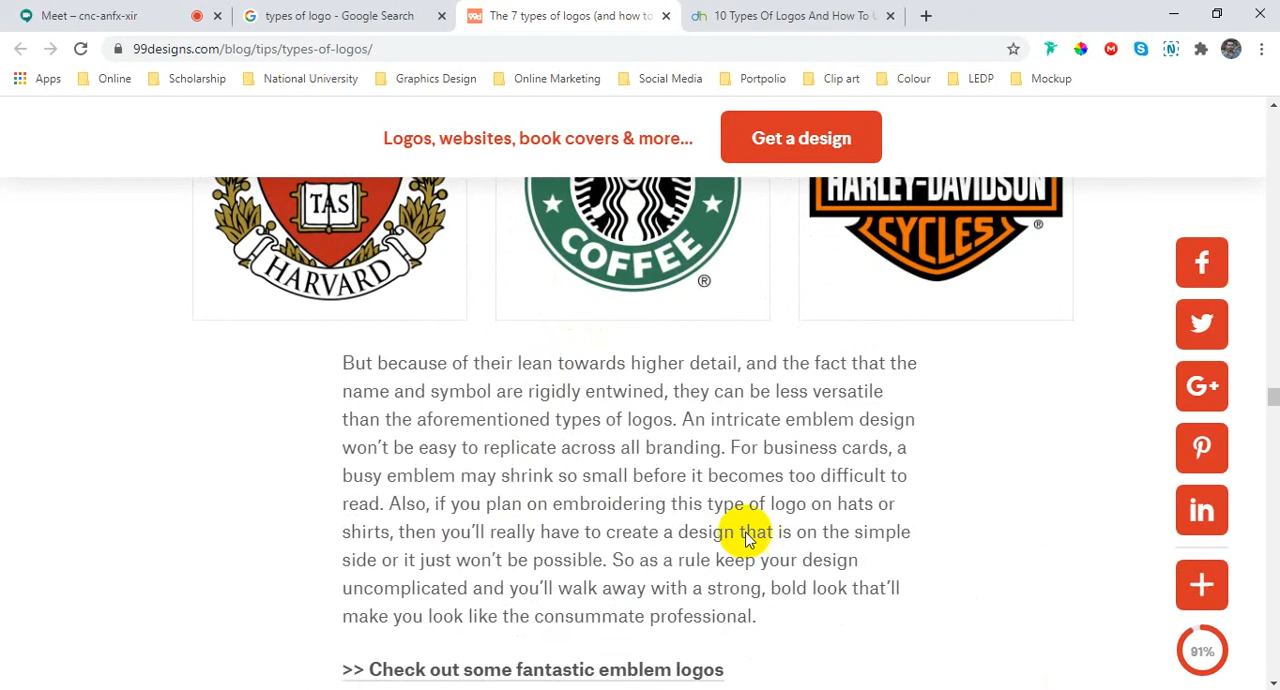 Meet – cnc-anfx-xir
types of logo - Google Search
99d
The 7 types of logos (and how to
dh
10 Types Of Logos And How To U
99designs.com/blog/tips/types-of-logos/
Apps
Online
Scholarship
National University
Graphics Design
Online Marketing
Social Media
Portpolio
Clip art
Colour
LEDP
Mockup
Logos, websites, book covers & more...
Get a design
TAS
HARVARD
COFFEE
®
HARLEY-DAVIDSON
CYCLES
®
But because of their lean towards higher detail, and the fact that the
name and symbol are rigidly entwined, they can be less versatile
than the aforementioned types of logos. An intricate emblem design
won't be easy to replicate across all branding. For business cards, a
busy emblem may shrink so small before it becomes too difficult to
read. Also, if you plan on embroidering this type of logo on hats or
shirts, then you'll really have to create a design that is on the simple
side or it just won't be possible. So as a rule keep your design
uncomplicated and you'll walk away with a strong, bold look that'll
make you look like the consummate professional.
>> Check out some fantastic emblem logos
f
G+
in
+
91%